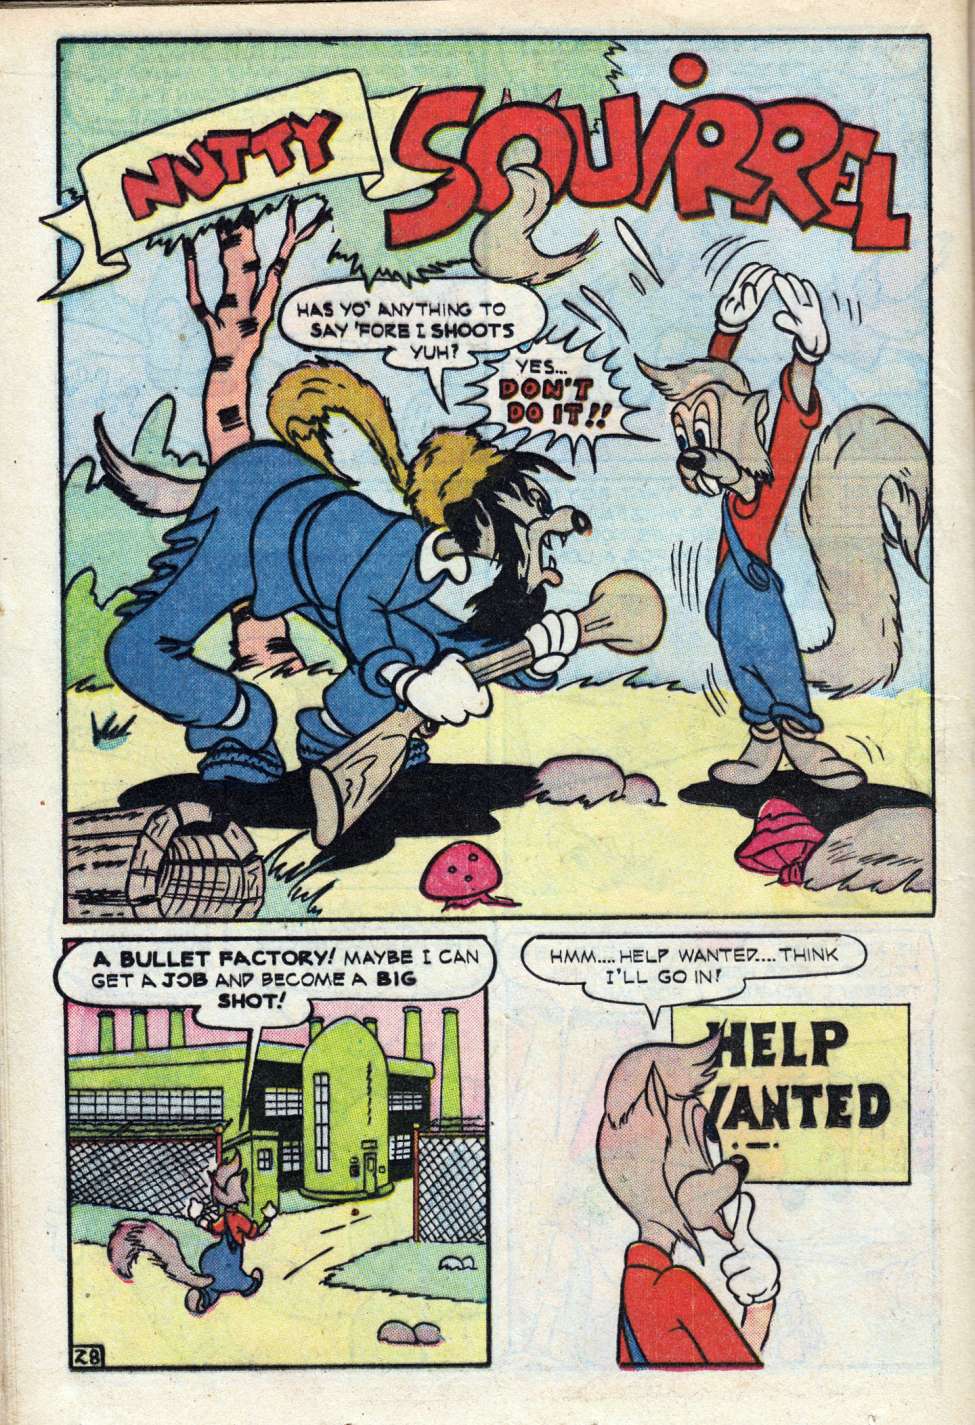 NUTTY
SQUIRREL
HAS YO' ANYTHING TO
SAY 'FORE I SHOOTS
YUH?
YES...
DON'T
DO IT!!
A BULLET FACTORY! MAYBE I CAN
GET A JOB AND BECOME A BIG
SHOT!
HMM.... HELP WANTED.... THINK
I'LL GO IN!
HELP
WANTED
28